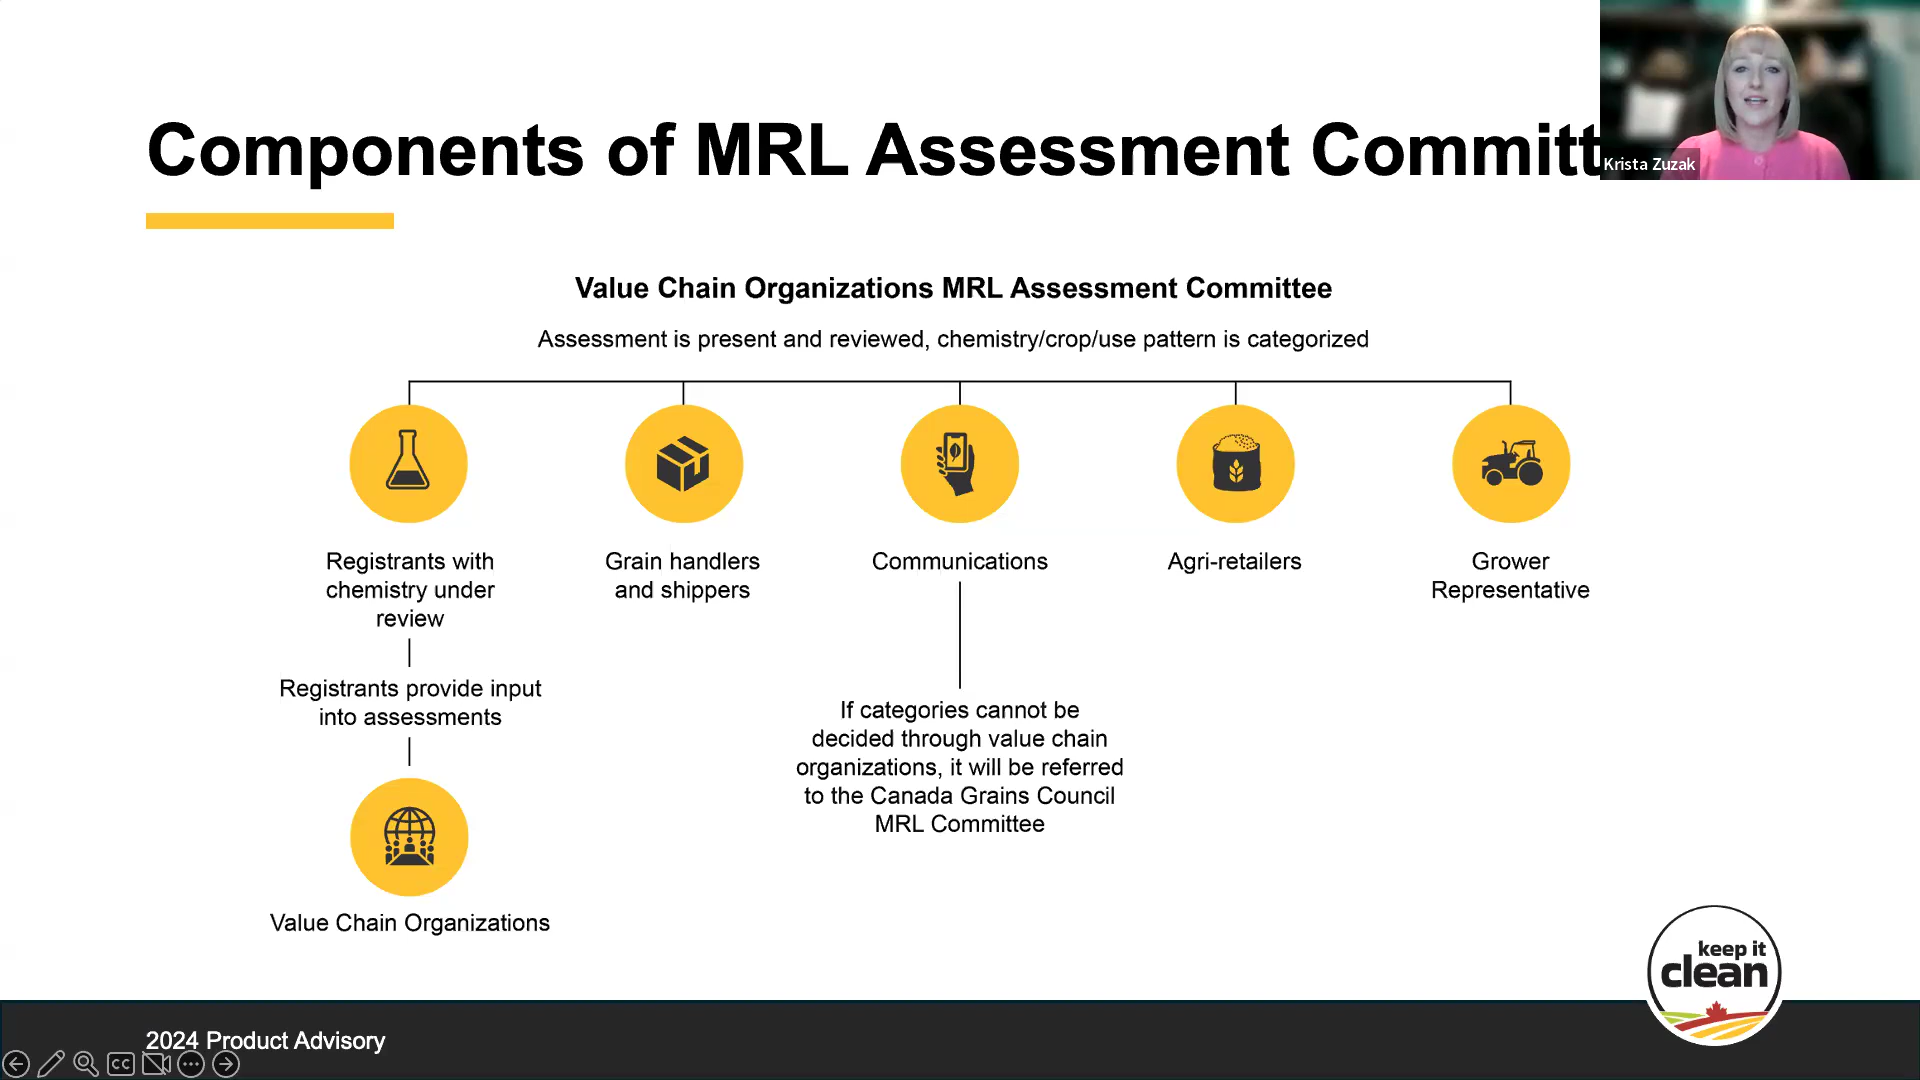 Components of MRL Assessment Committ
Krista Zuzak
Value Chain Organizations MRL Assessment Committee
Assessment is present and reviewed, chemistry/crop/use pattern is categorized
Registrants with
chemistry under
review
Grain handlers
and shippers
Communications
Agri-retailers
Grower
Representative
Registrants provide input
into assessments
If categories cannot be
decided through value chain
organizations, it will be referred
to the Canada Grains Council
MRL Committee
Value Chain Organizations
keep it
clean
2024 Product Advisory
CC